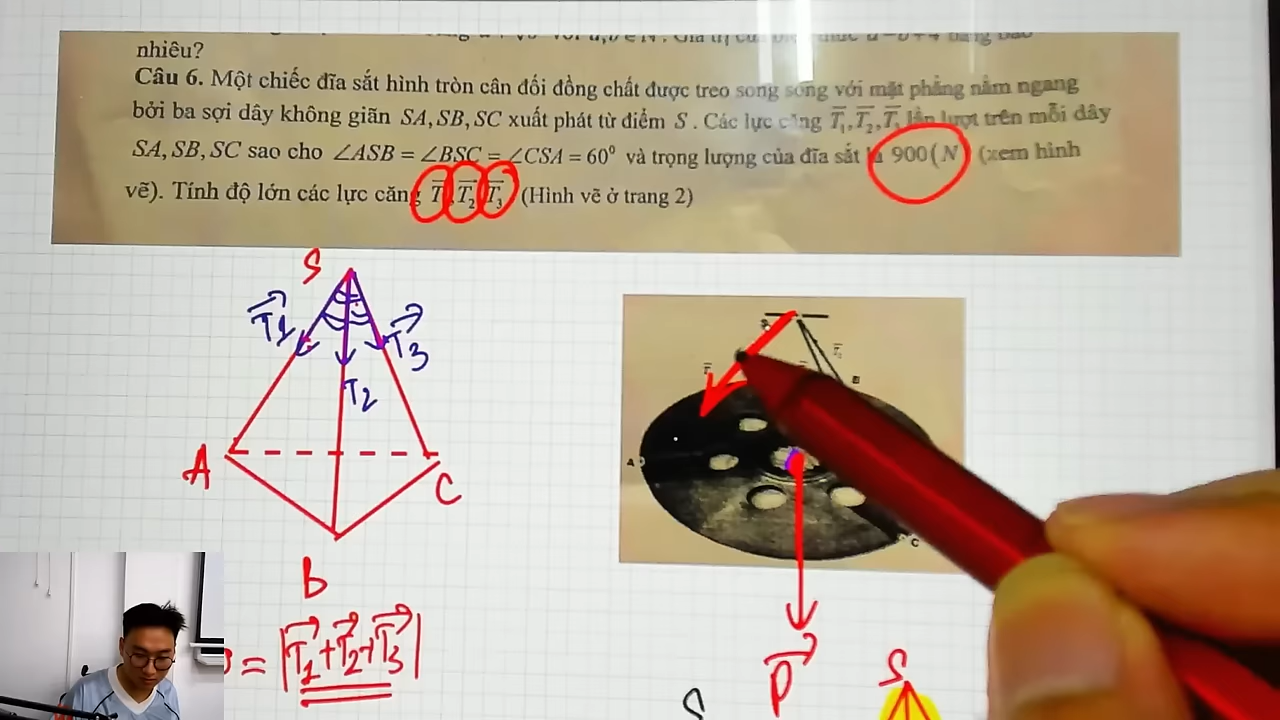 nhiêu?
Câu 6. Một chiếc đĩa sắt hình tròn cân đối đồng chất được treo song song với mặt phẳng nằm ngang
bởi ba sợi dây không giãn SA, SB, SC xuất phát từ điểm S. Các lực căng T₁, T₂, T₃ lần lượt trên mỗi dây
SA, SB, SC sao cho ∠ASB = ∠BSC = ∠CSA = 60⁰ và trọng lượng của đĩa sắt là 900(N) (xem hình
vẽ). Tính độ lớn các lực căng T₁, T₂, T₃ (Hình vẽ ở trang 2)
S
T1
T3
T2
A
C
b
= |T1+T2+T3|
A
B
C
P
S
S